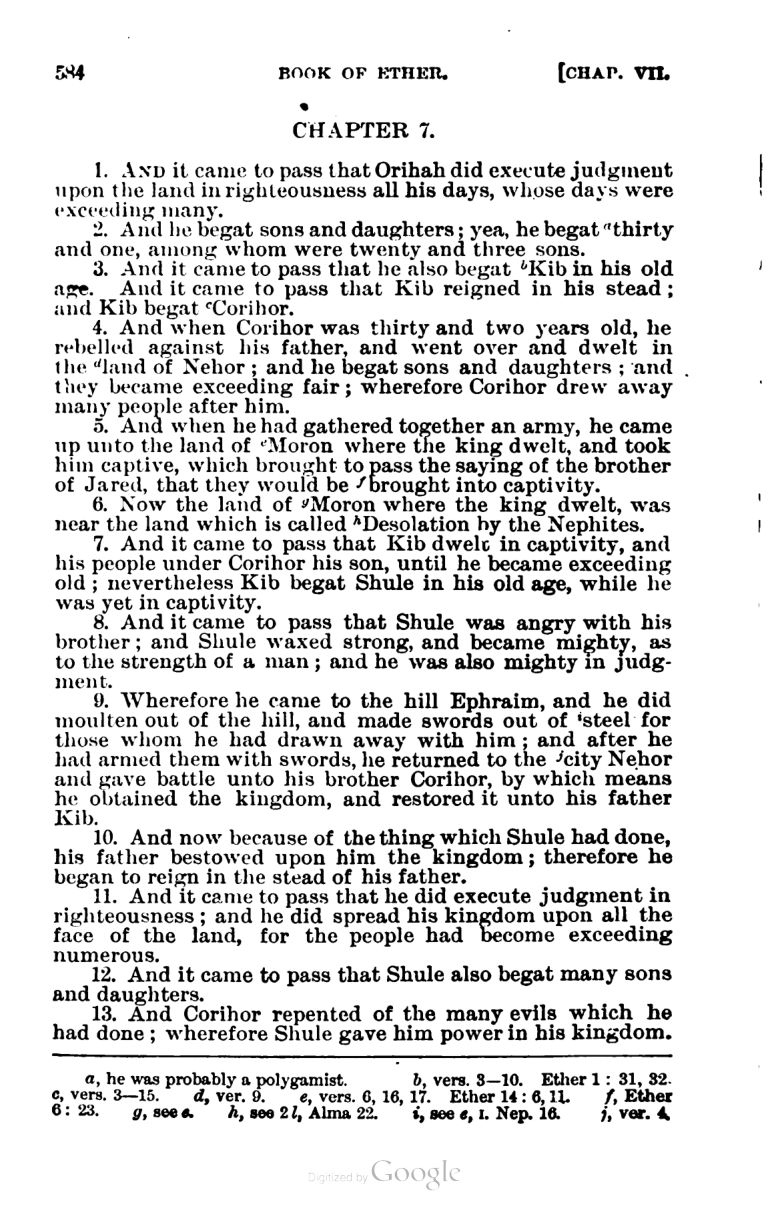 584 BOOK OF ETHER. [CHAP. VII.
CHAPTER 7.
1. AND it came to pass that Orihah did execute judgment
upon the land in righteousness all his days, whose days were
exceeding many.
2. And he begat sons and daughters; yea, he begat ᵃthirty
and one, among whom were twenty and three sons.
3. And it came to pass that he also begat ᵇKib in his old
age. And it came to pass that Kib reigned in his stead;
and Kib begat ᶜCorihor.
4. And when Corihor was thirty and two years old, he
rebelled against his father, and went over and dwelt in
the ᵈland of Nehor; and he begat sons and daughters; and
they became exceeding fair; wherefore Corihor drew away
many people after him.
5. And when he had gathered together an army, he came
up unto the land of ᵉMoron where the king dwelt, and took
him captive, which brought to pass the saying of the brother
of Jared, that they would be ᶠbrought into captivity.
6. Now the land of ᵍMoron where the king dwelt, was
near the land which is called ʰDesolation by the Nephites.
7. And it came to pass that Kib dwelt in captivity, and
his people under Corihor his son, until he became exceeding
old; nevertheless Kib begat Shule in his old age, while he
was yet in captivity.
8. And it came to pass that Shule was angry with his
brother; and Shule waxed strong, and became mighty, as
to the strength of a man; and he was also mighty in judg-
ment.
9. Wherefore he came to the hill Ephraim, and he did
moulten out of the hill, and made swords out of ⁱsteel for
those whom he had drawn away with him; and after he
had armed them with swords, he returned to the ʲcity Nehor
and gave battle unto his brother Corihor, by which means
he obtained the kingdom, and restored it unto his father
Kib.
10. And now because of the thing which Shule had done,
his father bestowed upon him the kingdom; therefore he
began to reign in the stead of his father.
11. And it came to pass that he did execute judgment in
righteousness; and he did spread his kingdom upon all the
face of the land, for the people had become exceeding
numerous.
12. And it came to pass that Shule also begat many sons
and daughters.
13. And Corihor repented of the many evils which he
had done; wherefore Shule gave him power in his kingdom.
a, he was probably a polygamist. b, vers. 3—10. Ether 1: 31, 32.
c, vers. 3—15. d, ver. 9. e, vers. 6, 16, 17. Ether 14: 6, 11. f, Ether
6: 23. g, see e. h, see 2 l, Alma 22. i, see e, I. Nep. 16. j, ver. 4.
Digitized by Google